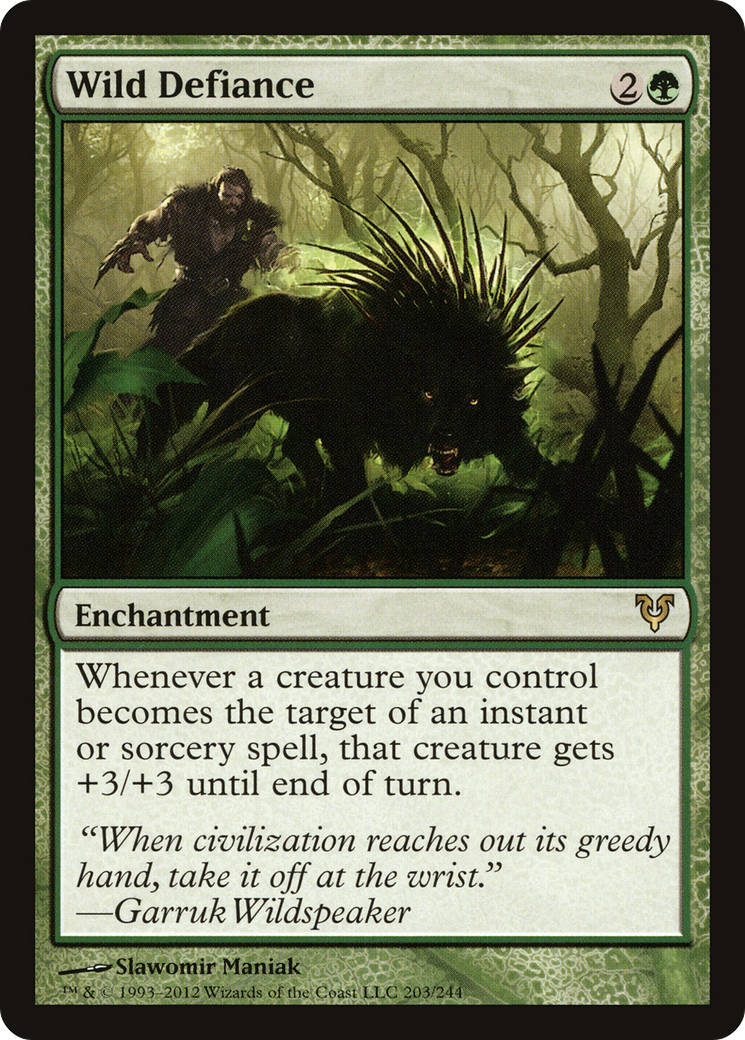 Wild Defiance
2
Enchantment
Whenever a creature you control
becomes the target of an instant
or sorcery spell, that creature gets
+3/+3 until end of turn.
“When civilization reaches out its greedy
hand, take it off at the wrist.”
—Garruk Wildspeaker
Slawomir Maniak
™ & © 1993–2012 Wizards of the Coast LLC 203/244